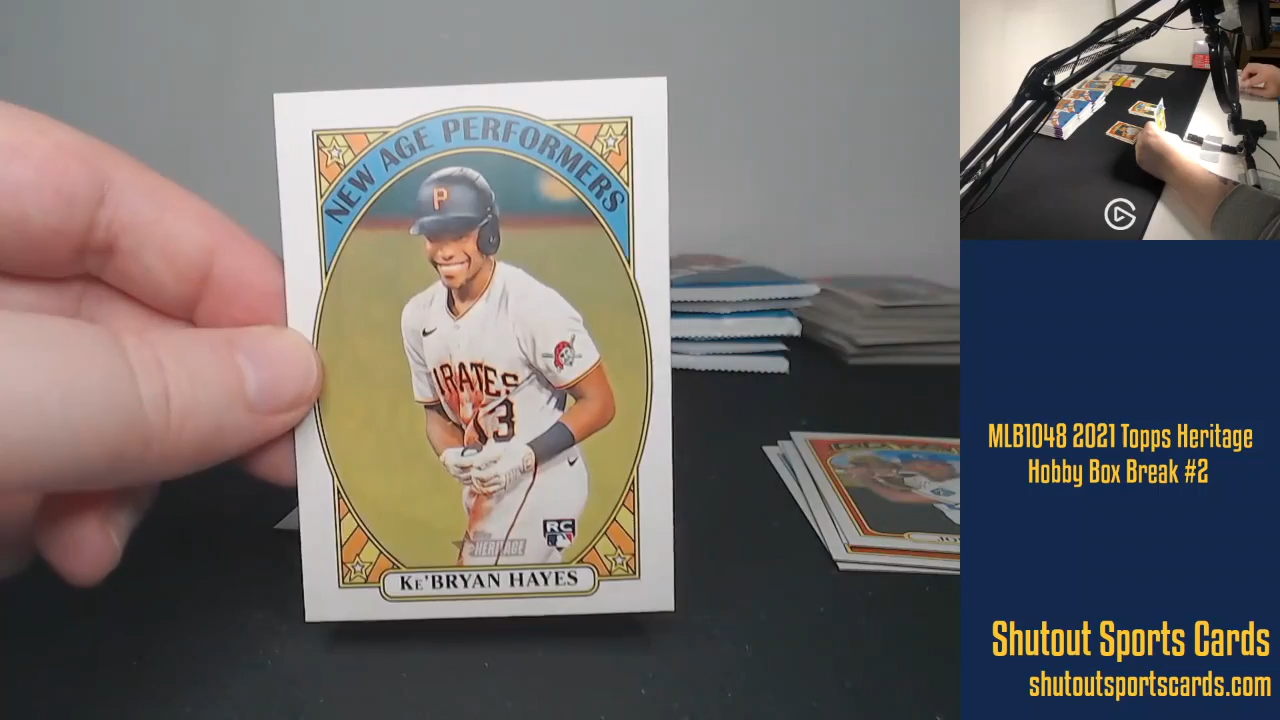 NEW AGE PERFORMERS
P
PIRATES
13
RC
HERITAGE
KE'BRYAN HAYES
MLB1048 2021 Topps Heritage
Hobby Box Break #2
Shutout Sports Cards
shutoutsportscards.com